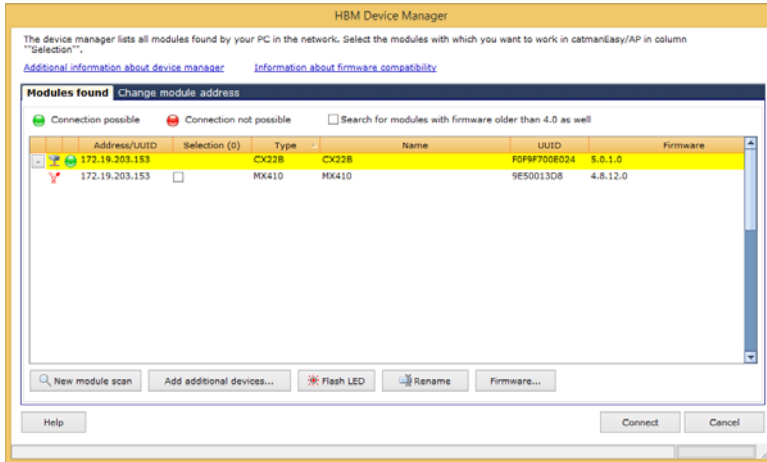 HBM Device Manager
The device manager lists all modules found by your PC in the network. Select the modules with which you want to work in catmanEasy/AP in column
""Selection"".
Additional information about device manager Information about firmware compatibility
Modules found Change module address
Connection possible Connection not possible Search for modules with firmware older than 4.0 as well
Address/UUID Selection (0) Type Name UUID Firmware
172.19.203.153 CX22B CX22B F0F9F700E024 5.0.1.0
172.19.203.153 MX410 MX410 9E50013D8 4.8.12.0
New module scan Add additional devices... Flash LED Rename Firmware...
Help Connect Cancel